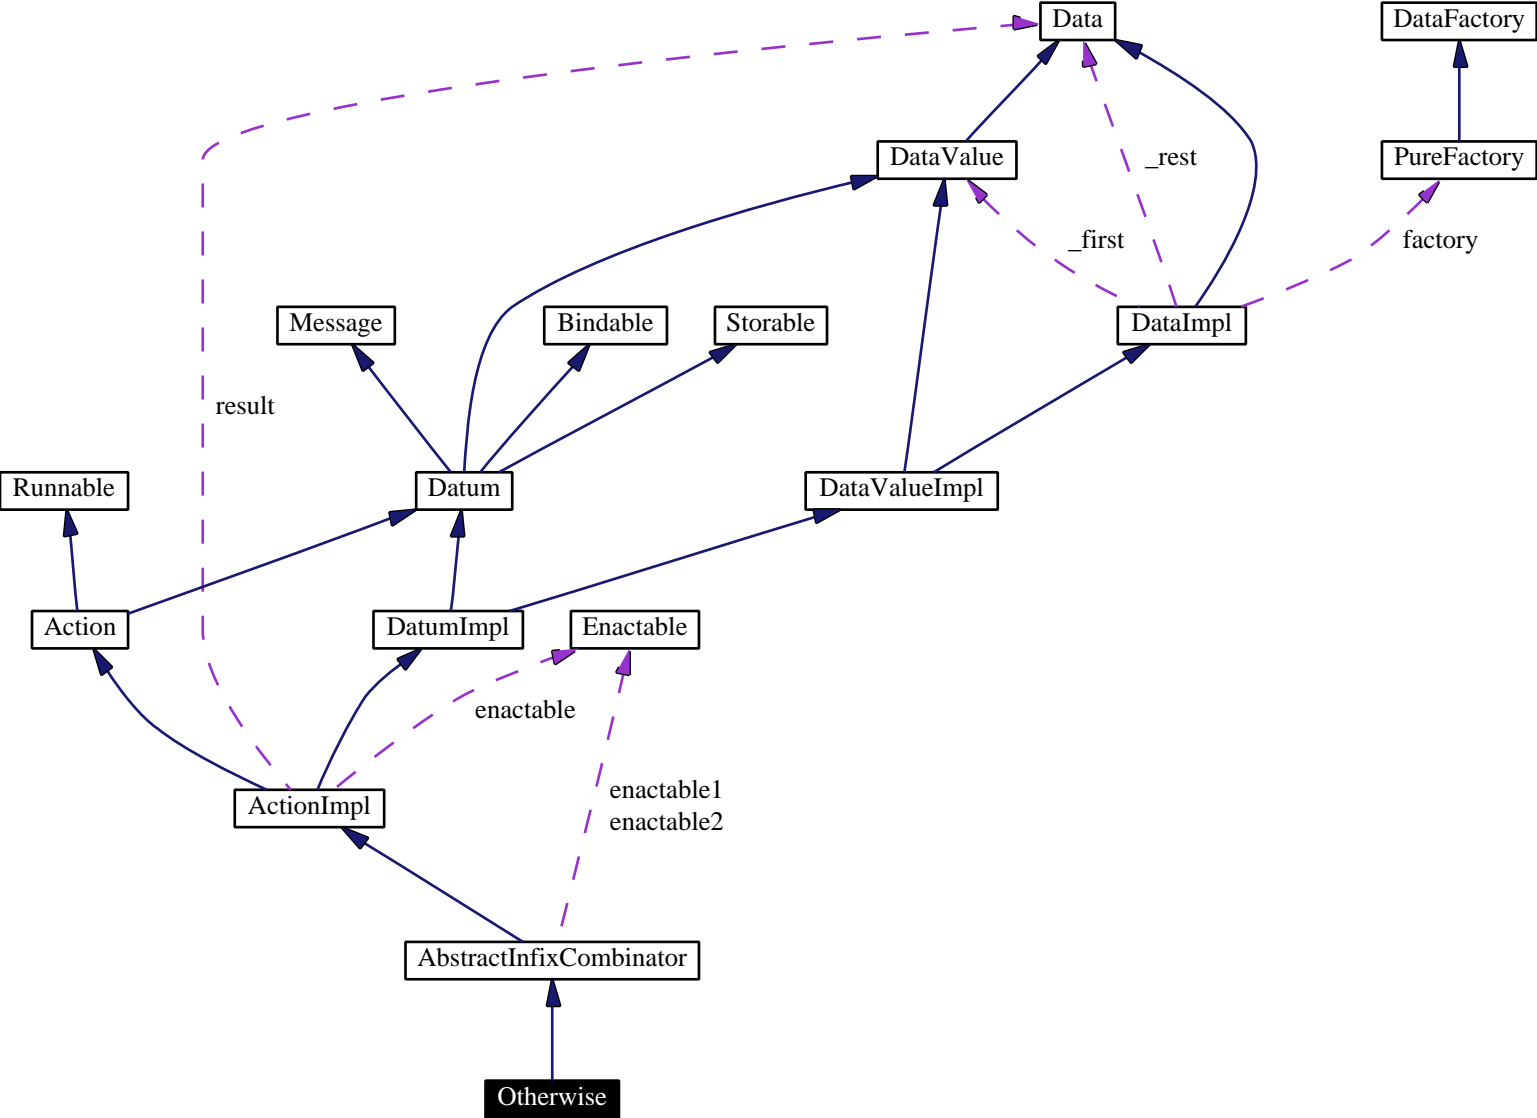 Data
DataFactory
DataValue
_rest
PureFactory
_first
factory
Message
Bindable
Storable
DataImpl
result
Runnable
Datum
DataValueImpl
Action
DatumImpl
Enactable
enactable
enactable1
enactable2
ActionImpl
AbstractInfixCombinator
Otherwise